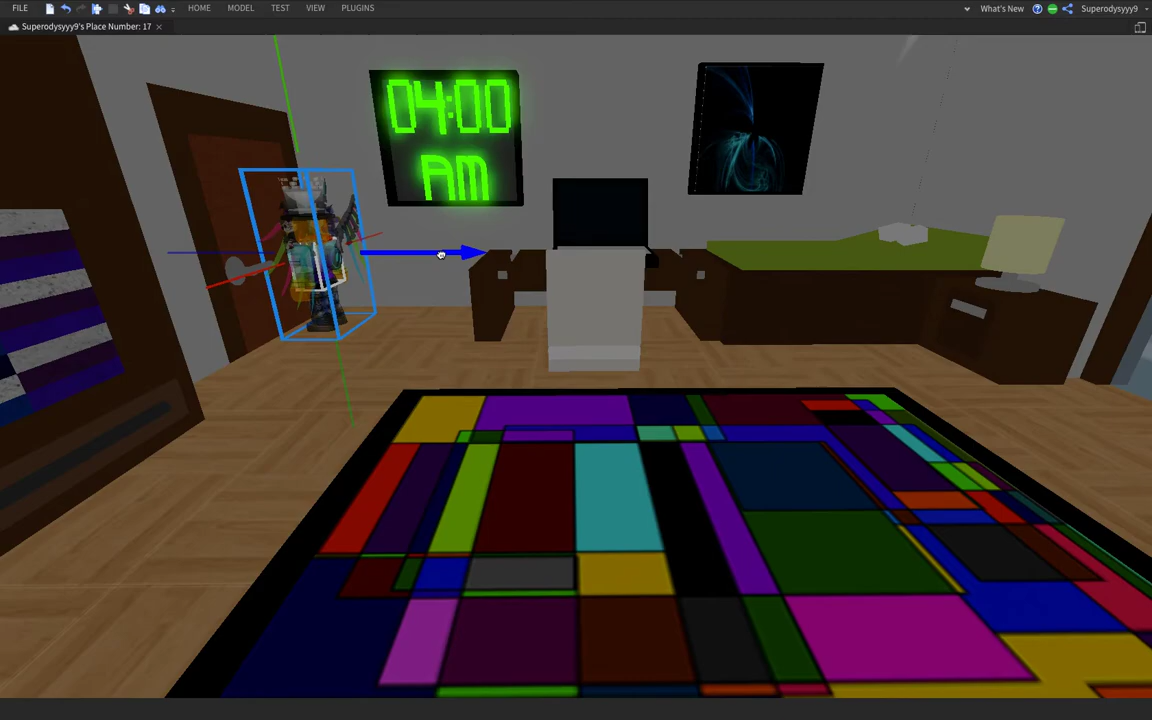 FILE HOME MODEL TEST VIEW PLUGINS What's New Superodysyyy9
Superodysyyy9's Place Number: 17
04:00
AM